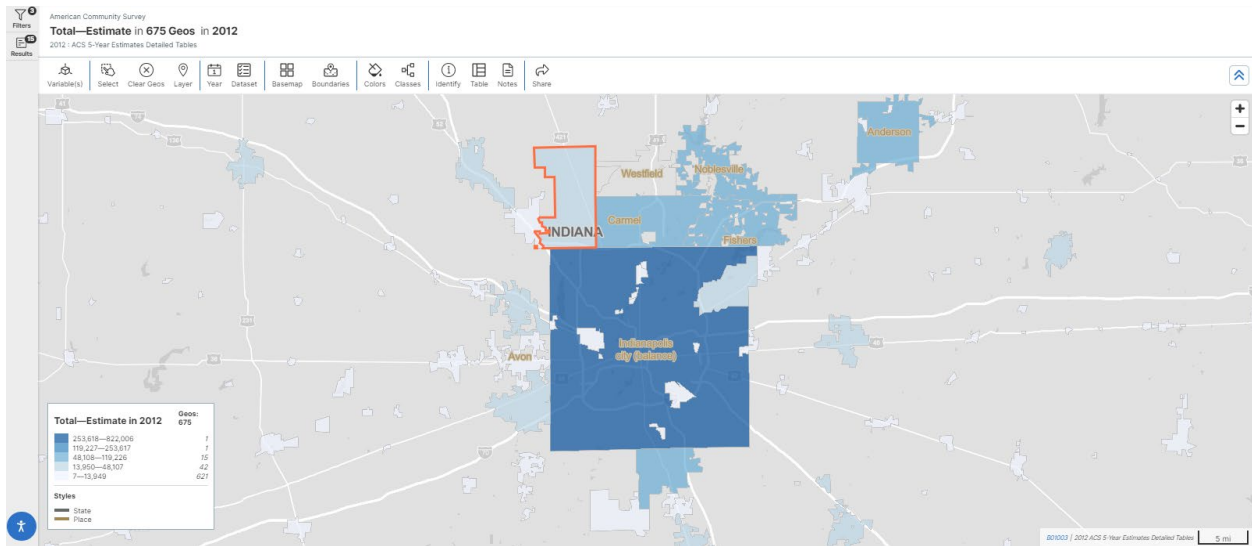 Filters 3
Results 15
American Community Survey
Total—Estimate in 675 Geos in 2012
2012 : ACS 5-Year Estimates Detailed Tables
Variable(s) Select Clear Geos Layer Year Dataset Basemap Boundaries Colors Classes Identify Table Notes Share
+
−
Anderson
Westfield Noblesville
Carmel
INDIANA
Fishers
Indianapolis
city (balance)
Avon
Total—Estimate in 2012 Geos: 675
253,618—822,006 1
119,227—253,617 1
48,108—119,226 15
13,950—48,107 42
7—13,949 621
Styles
State
Place
B01003 | 2012 ACS 5-Year Estimates Detailed Tables 5 mi